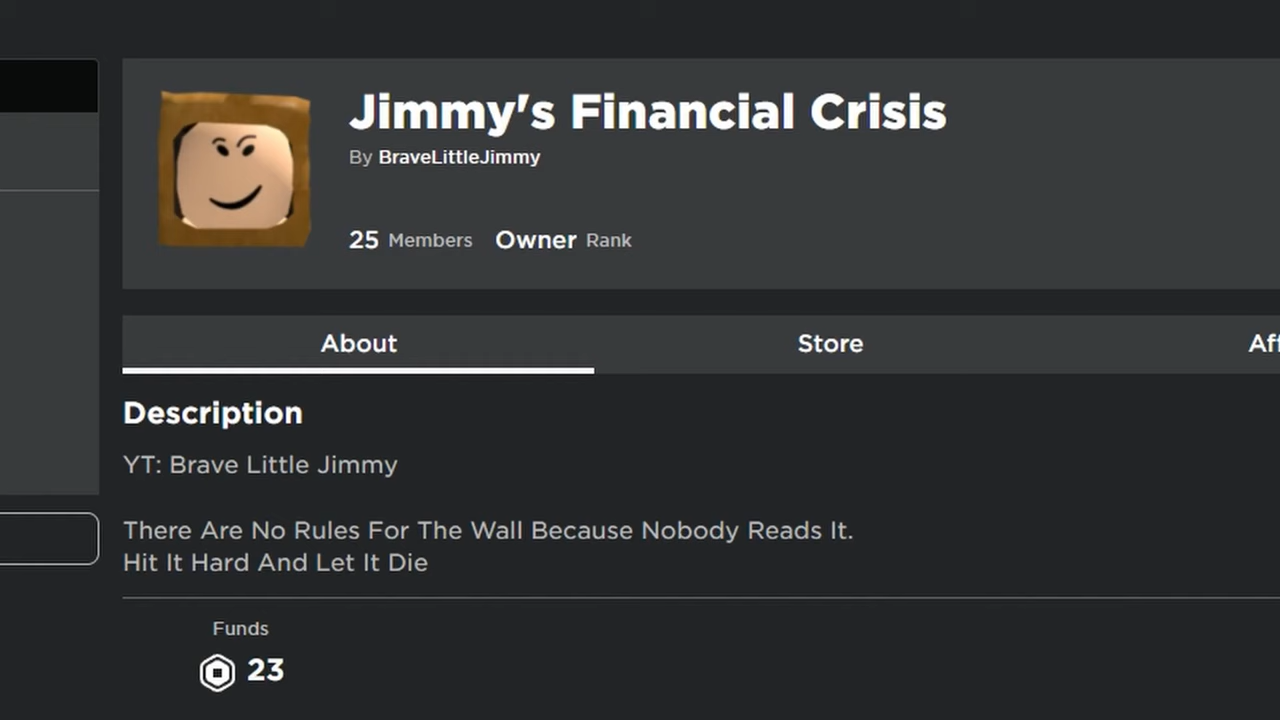 Jimmy's Financial Crisis
By BraveLittleJimmy
25 Members Owner Rank
About Store
Description
YT: Brave Little Jimmy
There Are No Rules For The Wall Because Nobody Reads It.
Hit It Hard And Let It Die
Funds
23